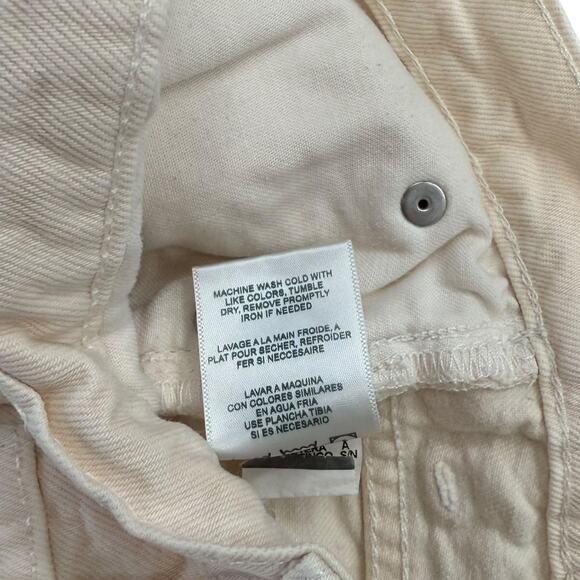 MACHINE WASH COLD WITH
LIKE COLORS, TUMBLE
DRY, REMOVE PROMPTLY
IRON IF NEEDED
LAVAGE A LA MAIN FROIDE, A
PLAT POUR SECHER, REFROIDER
FER SI NECCESAIRE
LAVAR A MAQUINA
CON COLORES SIMILARES
EN AGUA FRIA
USE PLANCHA TIBIA
SI ES NECESARIO
A
S/N